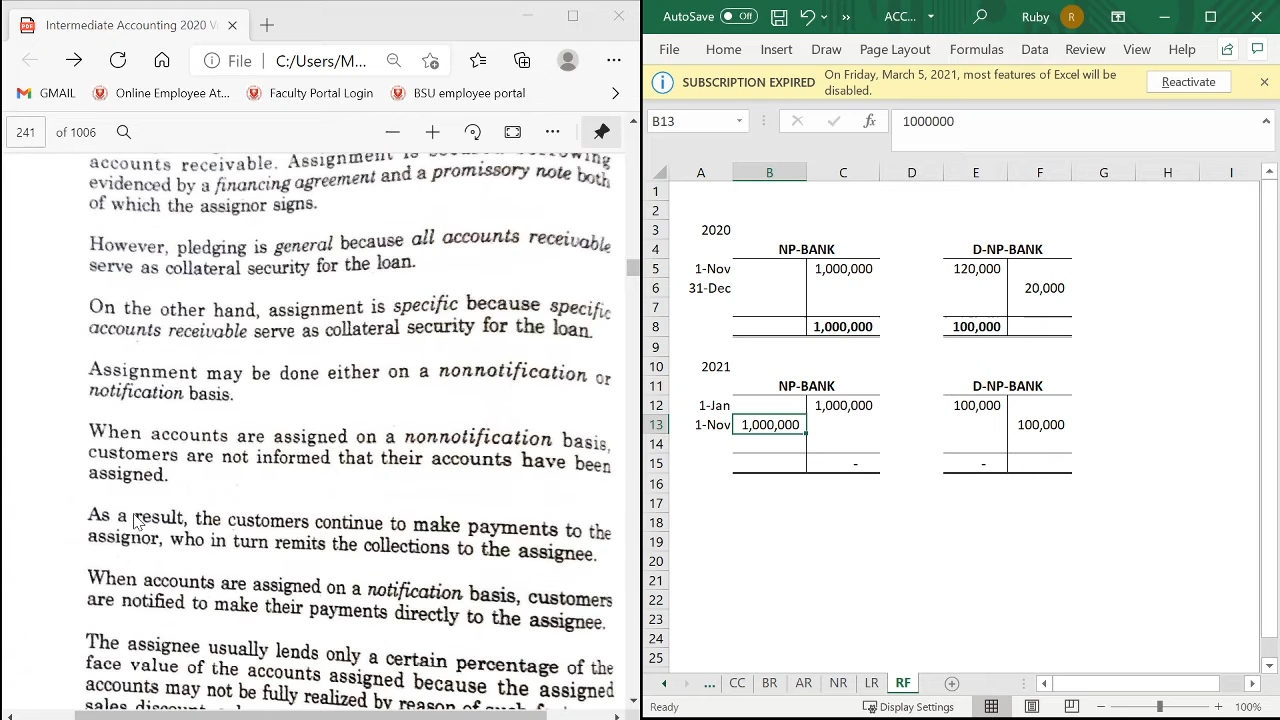 Intermediate Accounting 2020 V
File
C:/Users/M...
GMAIL
Online Employee At...
Faculty Portal Login
BSU employee portal
241 of 1006
accounts receivable. Assignment is secured borrowing
evidenced by a financing agreement and a promissory note both
of which the assignor signs.
However, pledging is general because all accounts receivable
serve as collateral security for the loan.
On the other hand, assignment is specific because specific
accounts receivable serve as collateral security for the loan.
Assignment may be done either on a nonnotification or
notification basis.
When accounts are assigned on a nonnotification basis,
customers are not informed that their accounts have been
assigned.
As a result, the customers continue to make payments to the
assignor, who in turn remits the collections to the assignee.
When accounts are assigned on a notification basis, customers
are notified to make their payments directly to the assignee.
The assignee usually lends only a certain percentage of the
face value of the accounts assigned because the assigned
accounts may not be fully realized by reason of such
AutoSave Off
ACC...
Ruby R
File Home Insert Draw Page Layout Formulas Data Review View Help
SUBSCRIPTION EXPIRED On Friday, March 5, 2021, most features of Excel will be
disabled.
Reactivate
B13 fx 1000000
A B C D E F G H I
1
2
3 2020
4 NP-BANK D-NP-BANK
5 1-Nov 1,000,000 120,000
6 31-Dec 20,000
7
8 1,000,000 100,000
9
10 2021
11 NP-BANK D-NP-BANK
12 1-Jan 1,000,000 100,000
13 1-Nov 1,000,000 100,000
14
15 - -
16
17
18
19
20
21
22
23
24
25
... CC BR AR NR LR RF
Ready Display Settings 100%